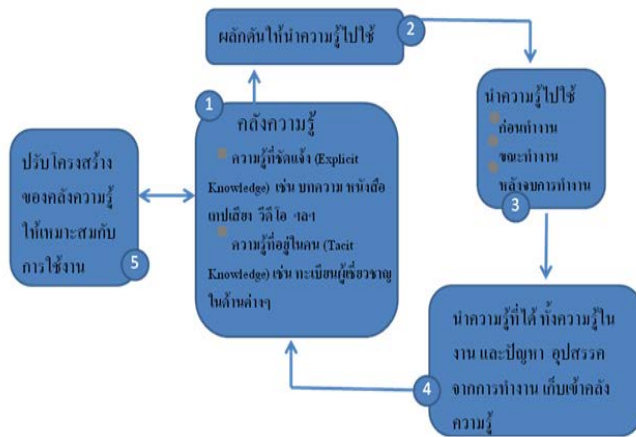 ผลักดันให้นำความรู้ไปใช้
2
1
คลังความรู้
ความรู้ที่ชัดแจ้ง (Explicit
Knowledge) เช่น บทความ หนังสือ
เทปเสียง วีดีโอ ฯลฯ
ความรู้ที่อยู่ในคน (Tacit
Knowledge) เช่น ทะเบียนผู้เชี่ยวชาญ
ในด้านต่างๆ
นำความรู้ไปใช้
ก่อนทำงาน
ขณะทำงาน
หลังจบการทำงาน
3
นำความรู้ที่ได้ ทั้งความรู้ใน
งาน และปัญหา อุปสรรค
จากการทำงาน เก็บเข้าคลัง
ความรู้
4
ปรับโครงสร้าง
ของคลังความรู้
ให้เหมาะสมกับ
การใช้งาน
5